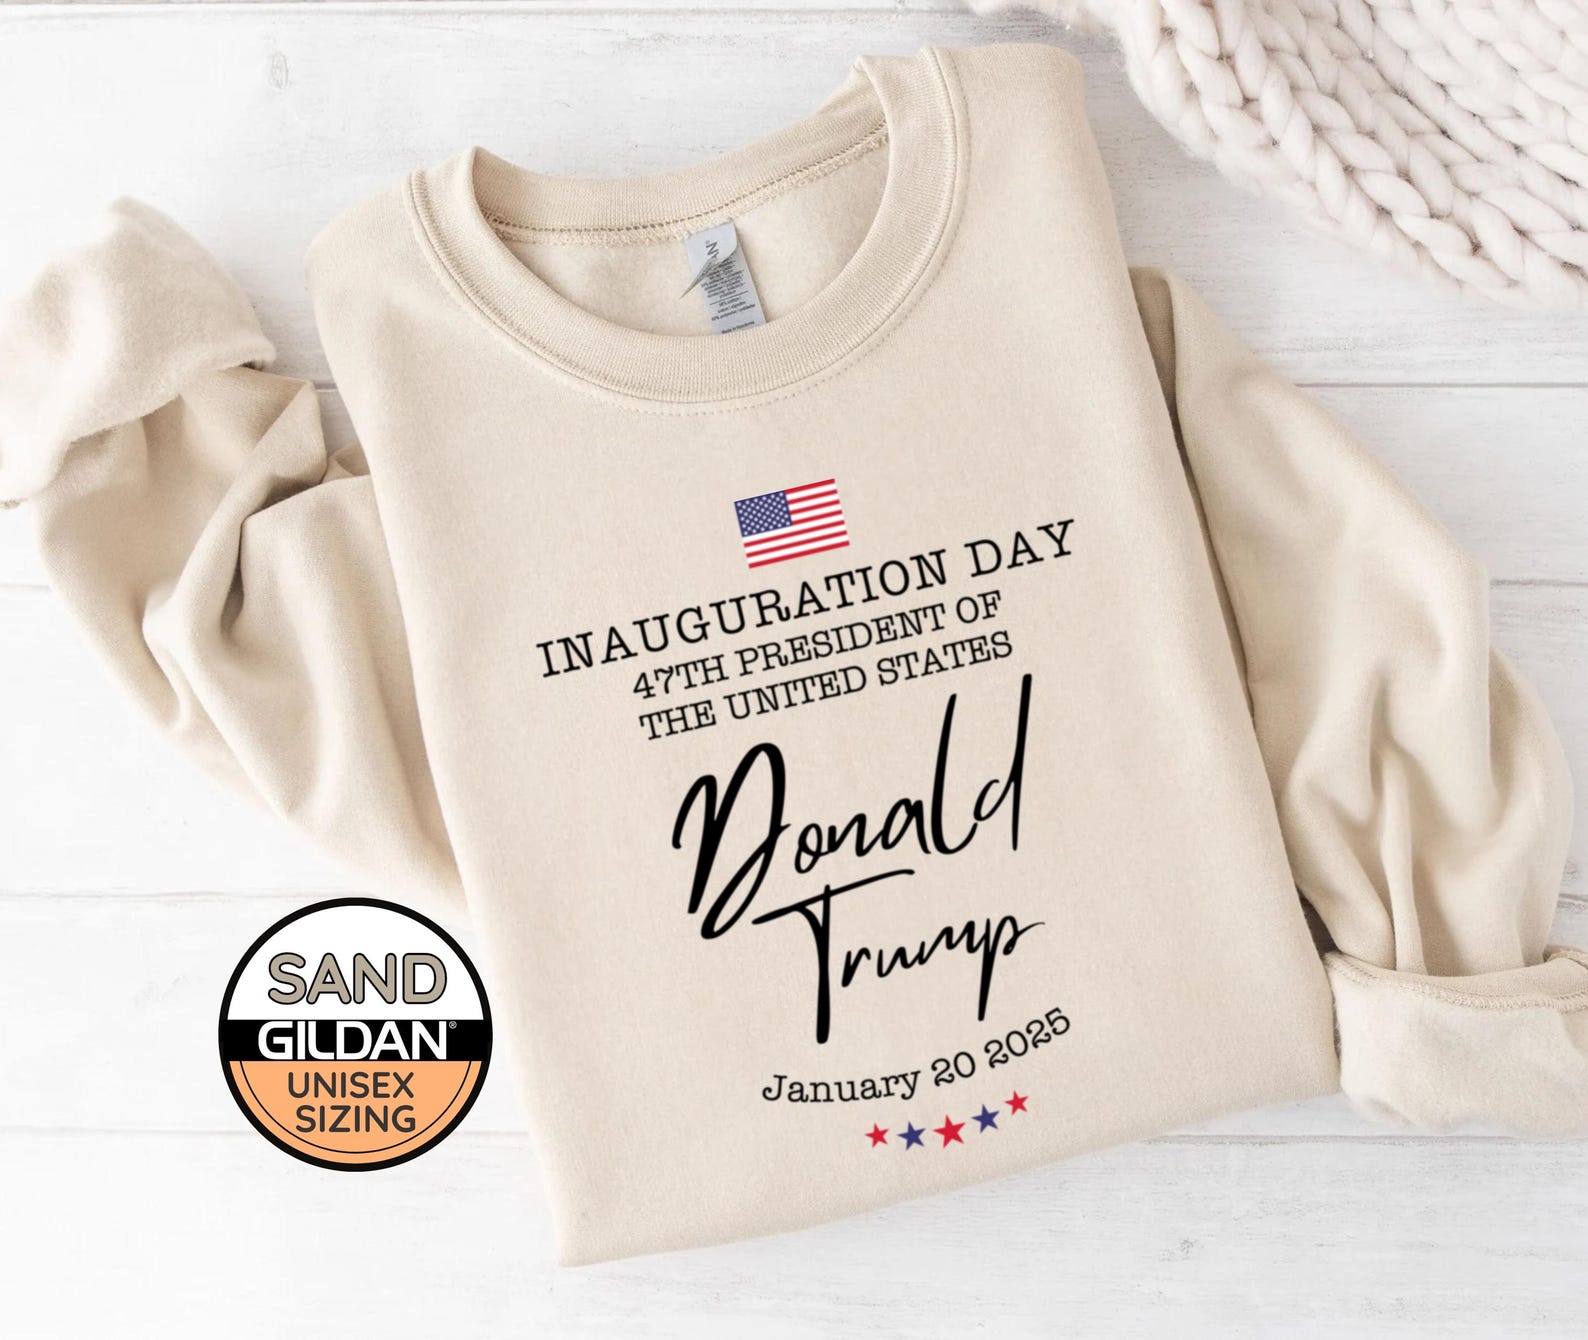 INAUGURATION DAY
47TH PRESIDENT OF
THE UNITED STATES
Donald
Trump
January 20 2025
SAND
GILDAN®
UNISEX
SIZING